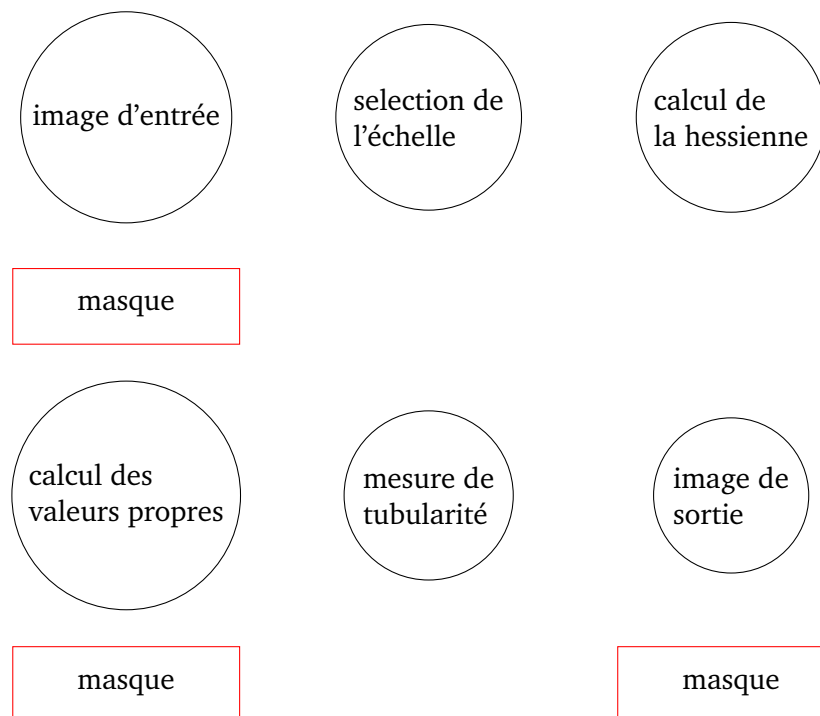 image d'entrée
selection de
l'échelle
calcul de
la hessienne
masque
calcul des
valeurs propres
mesure de
tubularité
image de
sortie
masque
masque